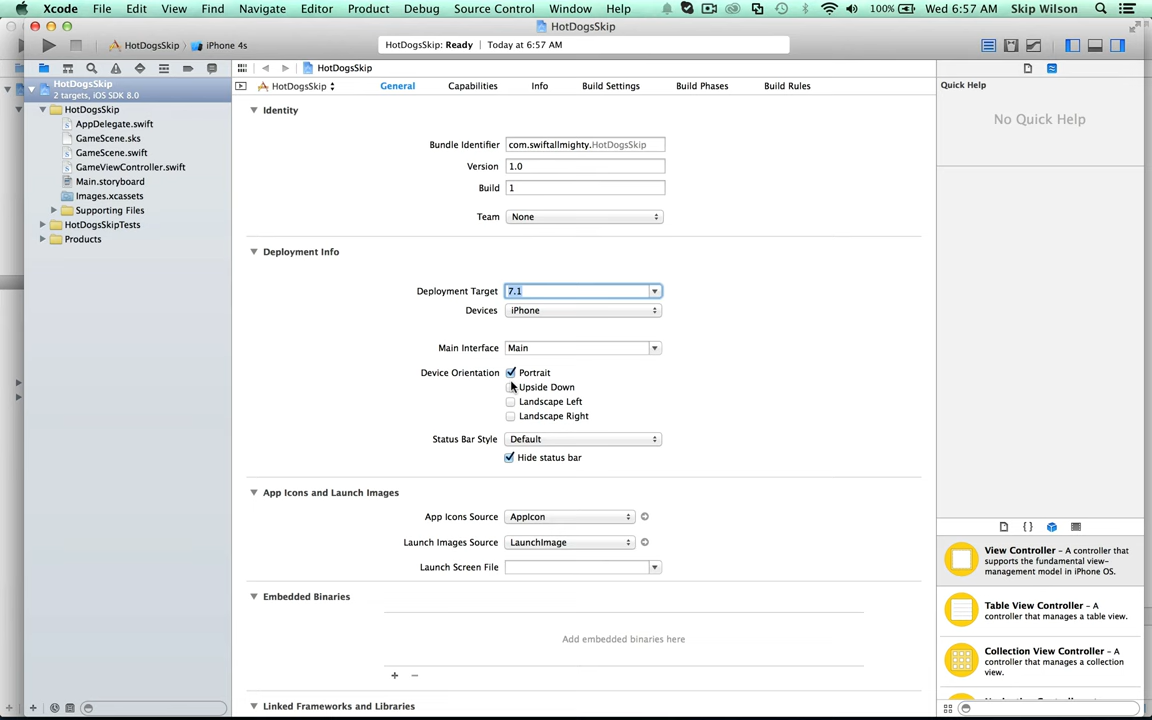 Xcode File Edit View Find Navigate Editor Product Debug Source Control Window Help 100% Wed 6:57 AM Skip Wilson
HotDogsSkip
HotDogsSkip iPhone 4s HotDogsSkip: Ready Today at 6:57 AM
HotDogsSkip
HotDogsSkip
2 targets, iOS SDK 8.0
HotDogsSkip
AppDelegate.swift
GameScene.sks
GameScene.swift
GameViewController.swift
Main.storyboard
Images.xcassets
Supporting Files
HotDogsSkipTests
Products
HotDogsSkip General Capabilities Info Build Settings Build Phases Build Rules
Identity
Bundle Identifier com.swiftallmighty.HotDogsSkip
Version 1.0
Build 1
Team None
Deployment Info
Deployment Target 7.1
Devices iPhone
Main Interface Main
Device Orientation Portrait
Upside Down
Landscape Left
Landscape Right
Status Bar Style Default
Hide status bar
App Icons and Launch Images
App Icons Source AppIcon
Launch Images Source LaunchImage
Launch Screen File
Embedded Binaries
Add embedded binaries here
Linked Frameworks and Libraries
Quick Help
No Quick Help
View Controller - A controller that
supports the fundamental view-
management model in iPhone OS.
Table View Controller - A
controller that manages a table view.
Collection View Controller - A
controller that manages a collection
view.